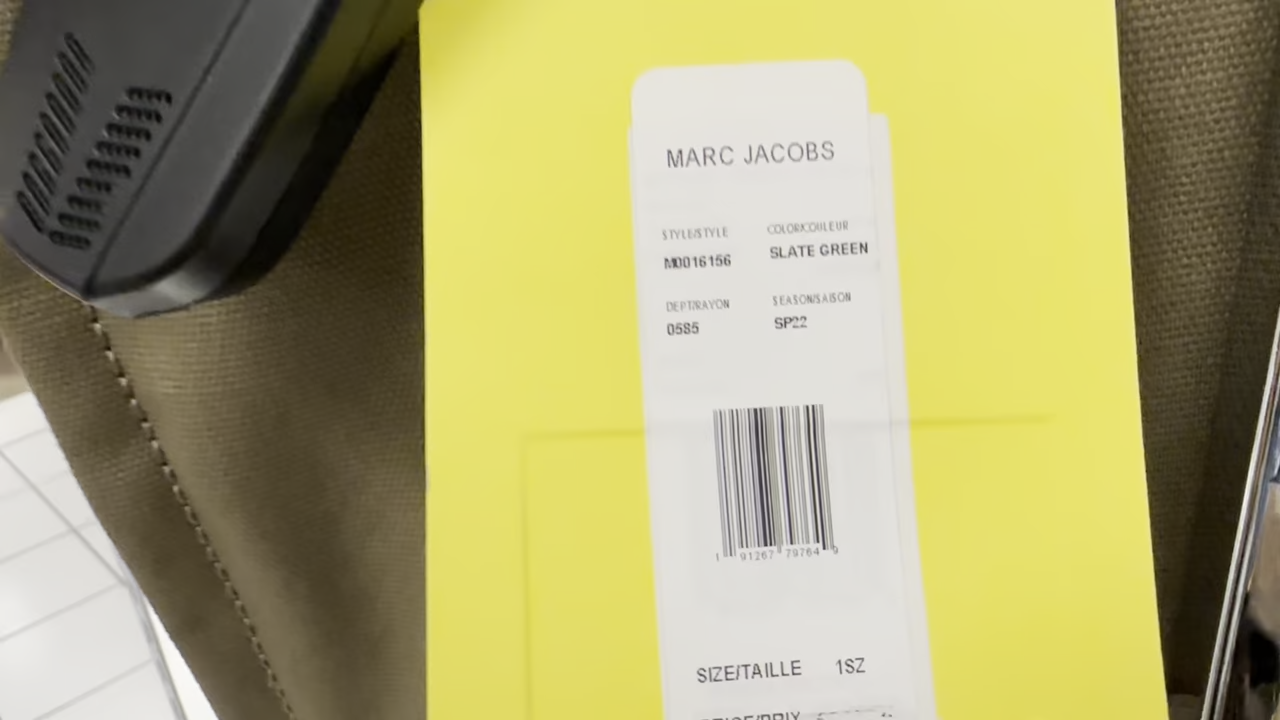 MARC JACOBS
STYLE/STYLE COLOR/COULEUR
M0016156 SLATE GREEN
DEPT/RAYON SEASON/SAISON
0585 SP22
1 91267 79764 9
SIZE/TAILLE 1SZ